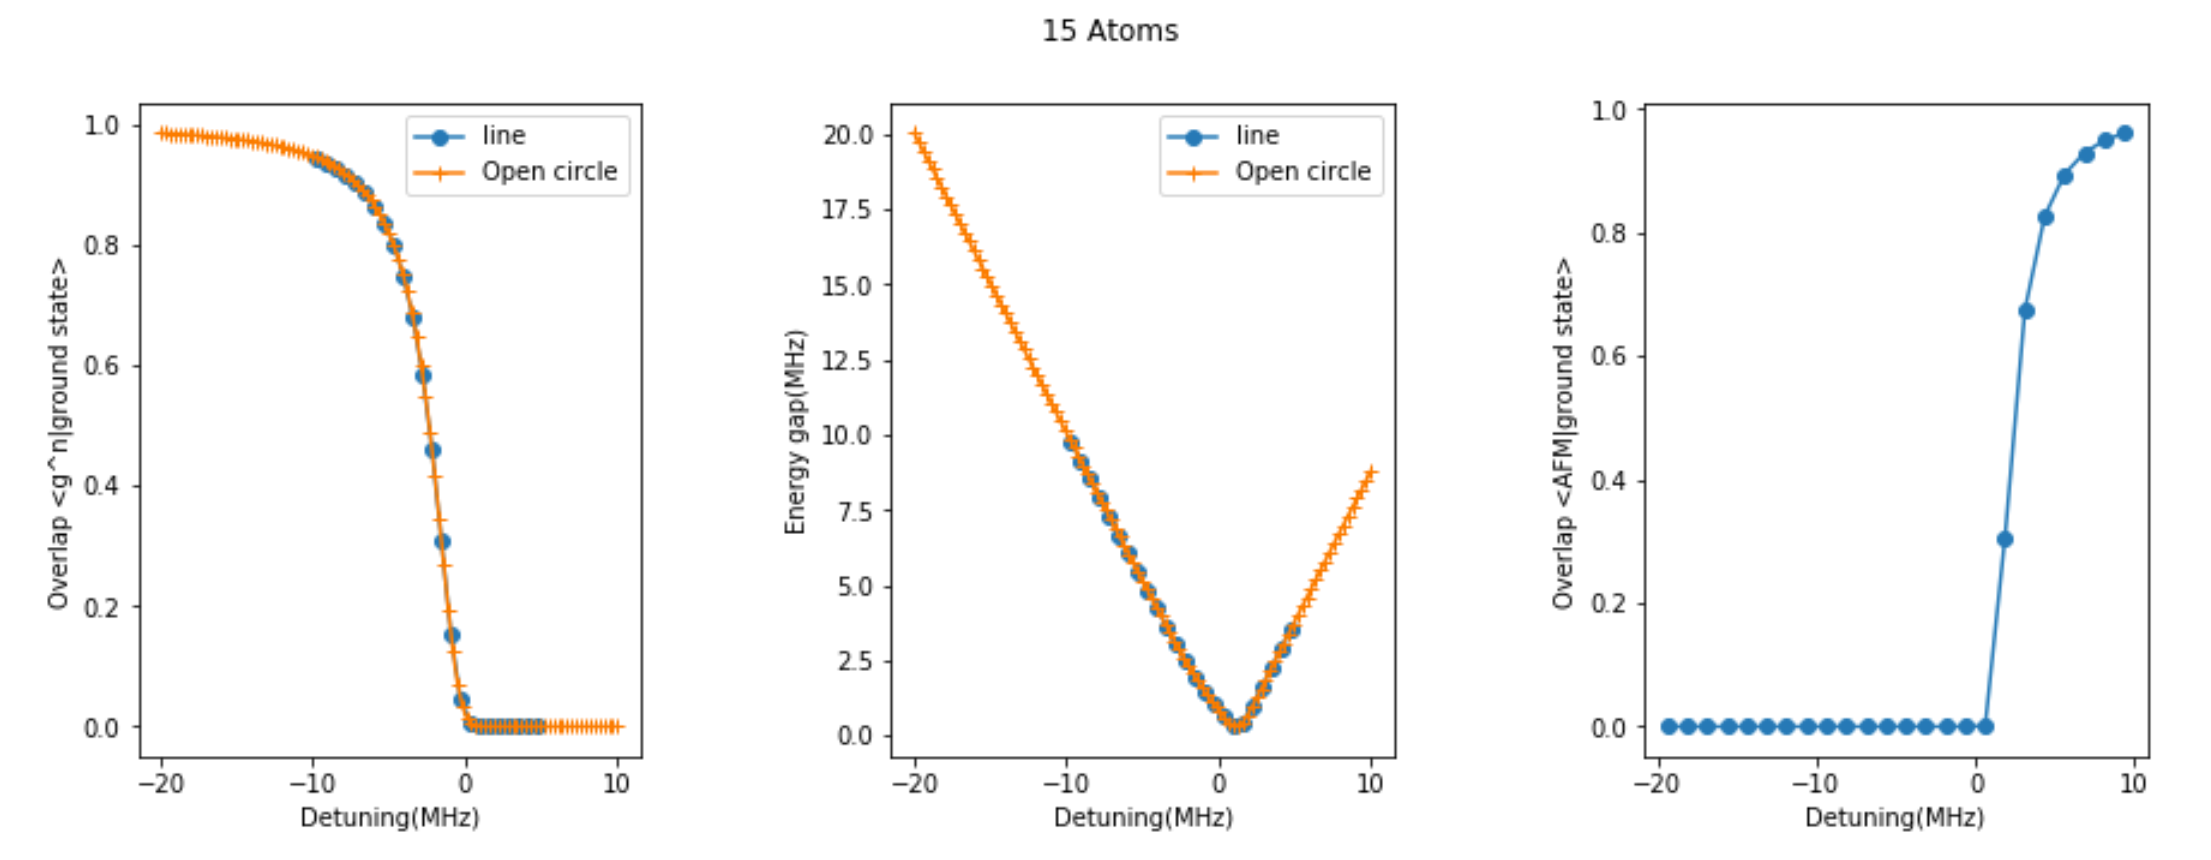 15 Atoms
line
Open circle
1.0
0.8
0.6
0.4
0.2
0.0
Overlap <g^n|ground state>
−20 −10 0 10
Detuning(MHz)
line
Open circle
20.0
17.5
15.0
12.5
10.0
7.5
5.0
2.5
0.0
Energy gap(MHz)
−20 −10 0 10
Detuning(MHz)
1.0
0.8
0.6
0.4
0.2
0.0
Overlap <AFM|ground state>
−20 −10 0 10
Detuning(MHz)